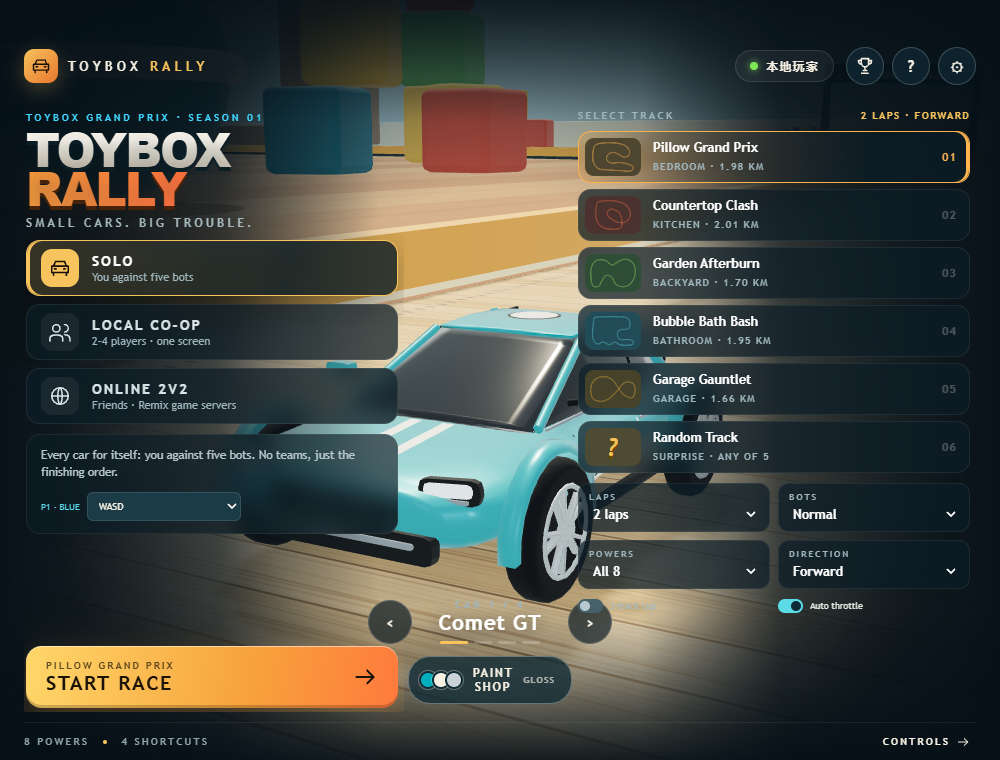 TOYBOX RALLY
本地玩家
?
TOYBOX GRAND PRIX • SEASON 01
TOYBOX
RALLY
SMALL CARS. BIG TROUBLE.
SOLO
You against five bots
LOCAL CO-OP
2-4 players • one screen
ONLINE 2V2
Friends • Remix game servers
Every car for itself: you against five bots. No teams, just the
finishing order.
P1 - BLUE WASD
SELECT TRACK
2 LAPS • FORWARD
Pillow Grand Prix
BEDROOM • 1.98 KM
01
Countertop Clash
KITCHEN • 2.01 KM
02
Garden Afterburn
BACKYARD • 1.70 KM
03
Bubble Bath Bash
BATHROOM • 1.95 KM
04
Garage Gauntlet
GARAGE • 1.66 KM
05
?
Random Track
SURPRISE • ANY OF 5
06
LAPS
2 laps
BOTS
Normal
POWERS
All 8
DIRECTION
Forward
Auto throttle
<
Comet GT
>
PILLOW GRAND PRIX
START RACE →
PAINT
SHOP
GLOSS
8 POWERS • 4 SHORTCUTS
CONTROLS →